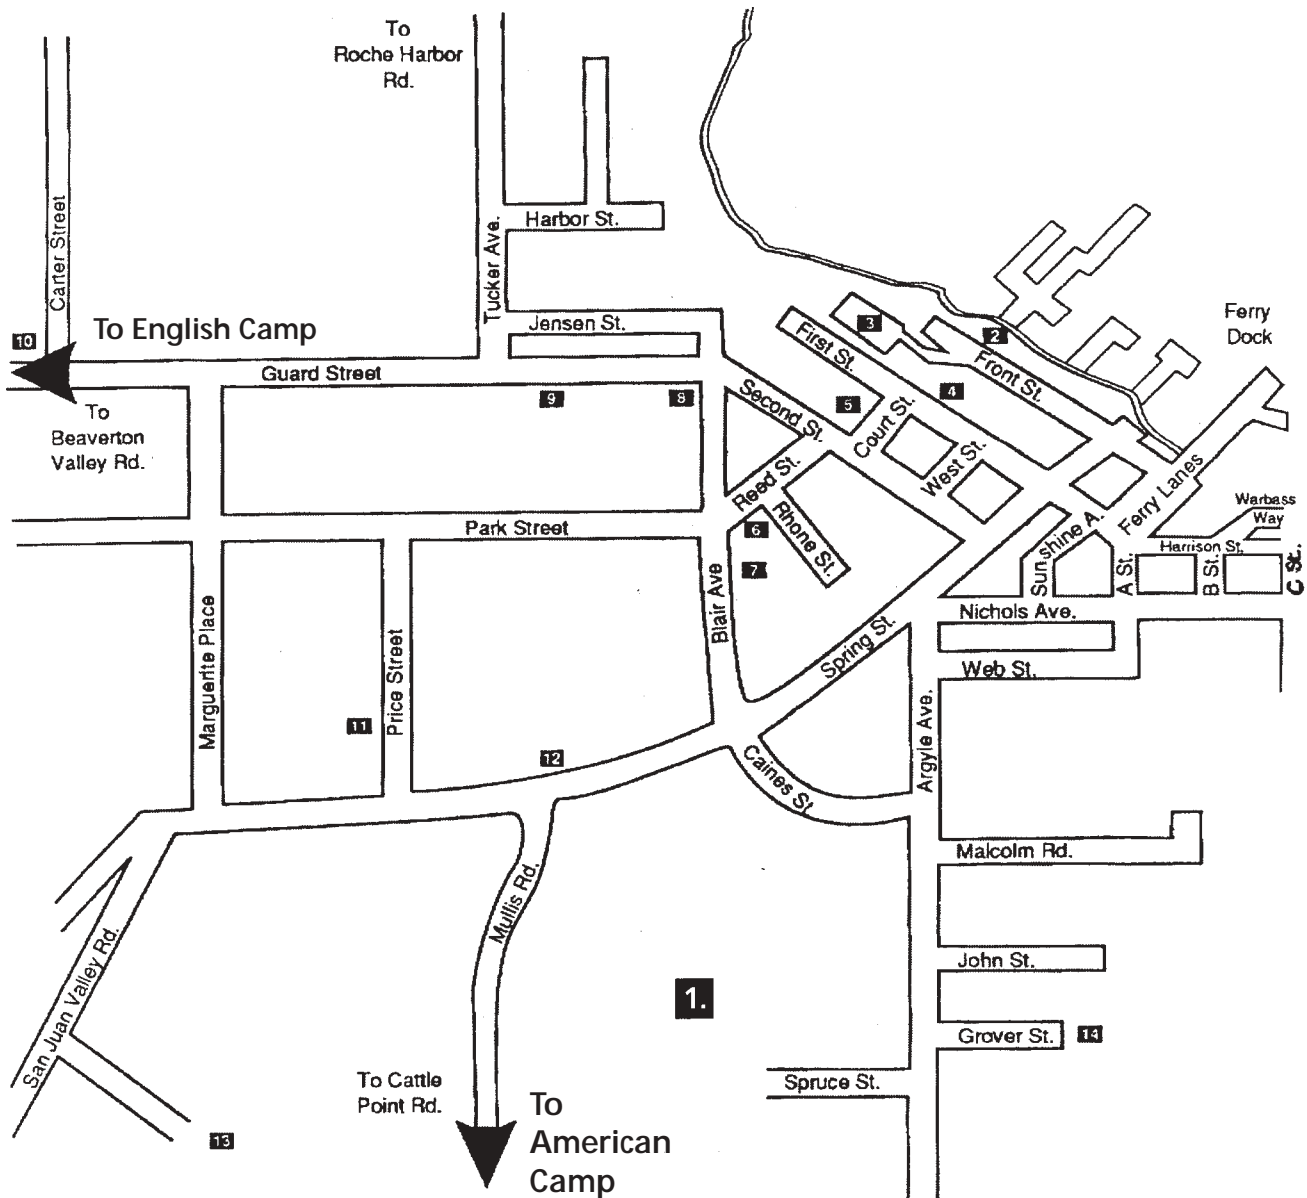 To
Roche Harbor
Rd.
Carter Street
Tucker Ave.
Harbor St.
Ferry
Dock
10
To English Camp
Jensen St.
3
2
First St.
Front St.
Guard Street
9
8
Second St.
5
4
Court St.
West St.
To
Beaverton
Valley Rd.
Reed St.
Ferry Lanes
Warbass
Way
Park Street
6
Rhone St.
Sunshine A.
Harrison St.
7
A St.
B St.
C St.
Blair Ave
Nichols Ave.
Marguerite Place
Price Street
Spring St.
Web St.
11
12
Argyle Ave.
Caines St.
Malcolm Rd.
Mullis Rd.
San Juan Valley Rd.
John St.
1.
Grover St.
14
To Cattle
Point Rd.
Spruce St.
13
To
American
Camp